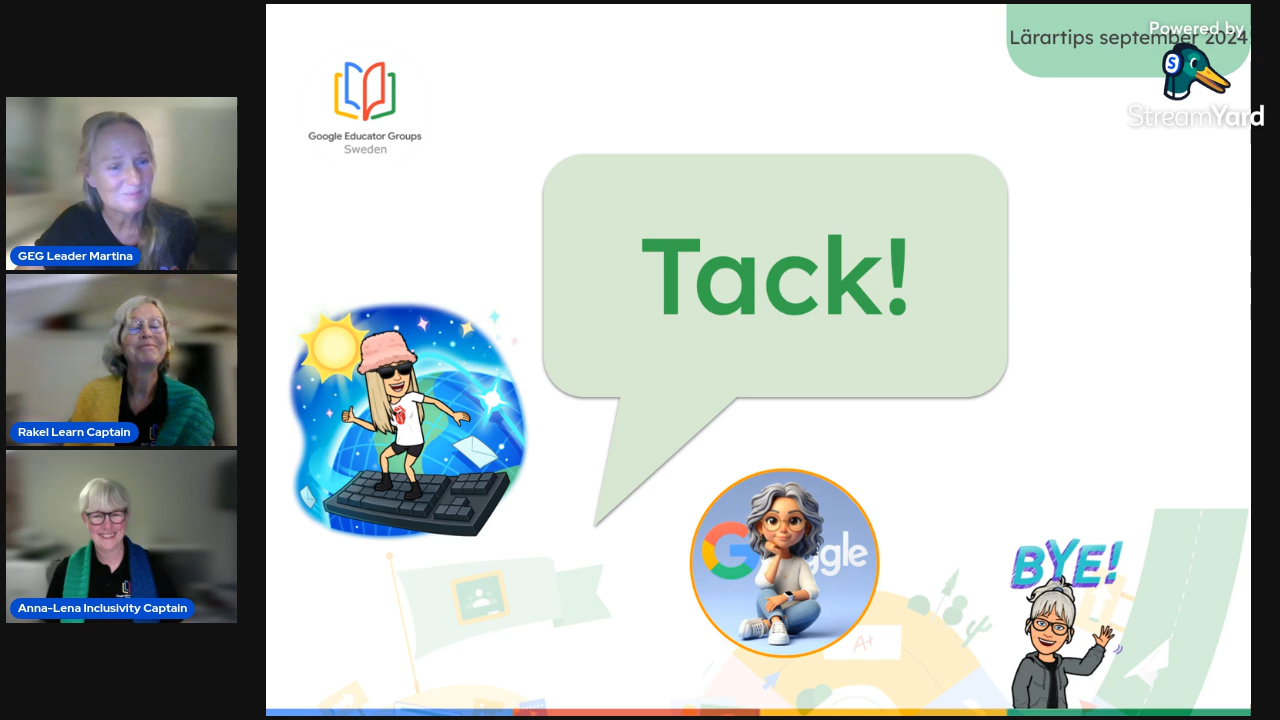 Lärartips september 2024!
Powered by
StreamYard
Google Educator Groups
Sweden
Tack!
GEG Leader Martina
Rakel Learn Captain
Anna-Lena Inclusivity Captain
Google
A+
BYE!